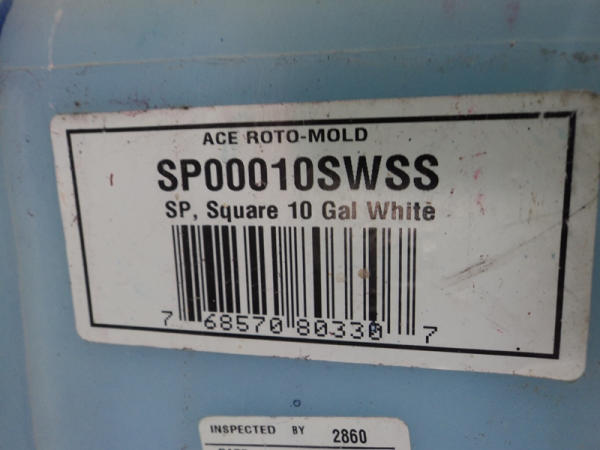 ACE ROTO-MOLD
SP00010SWSS
SP, Square 10 Gal White
7 68570 80330 7
INSPECTED BY 2860